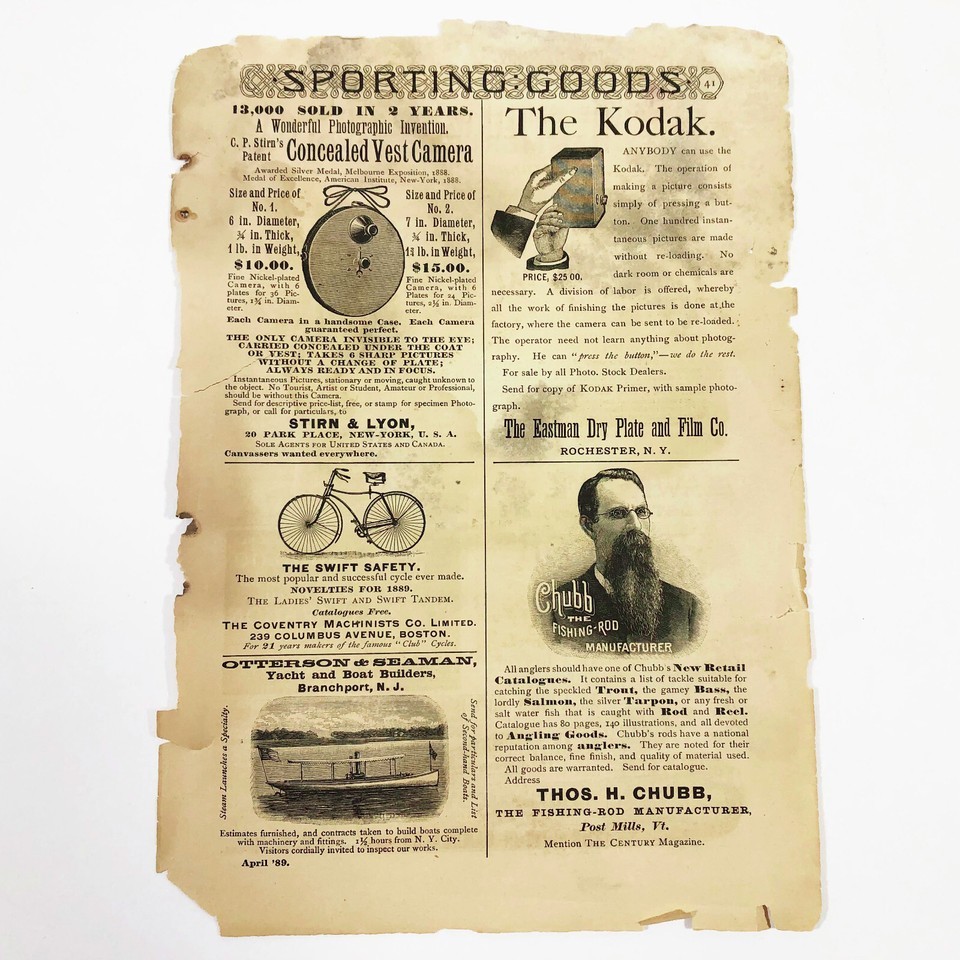 ·SPORTING:GOODS·
41
13,000 SOLD IN 2 YEARS.
A Wonderful Photographic Invention.
C. P. Stirn's
Patent
Concealed Vest Camera
Awarded Silver Medal, Melbourne Exposition, 1888.
Medal of Excellence, American Institute, New-York, 1888.
Size and Price of
No. 1.
6 in. Diameter,
¾ in. Thick,
1 lb. in Weight,
$10.00.
Fine Nickel-plated
Camera, with 6
plates for 36 Pic-
tures, 1¾ in. Diam-
eter.
Size and Price of
No. 2.
7 in. Diameter,
¾ in. Thick,
lb. in Weight,
$15.00.
Fine Nickel-plated
Camera, with 6
Plates for 24 Pic-
tures, 2½ in. Diam-
eter.
Each Camera in a handsome Case. Each Camera
guaranteed perfect.
THE ONLY CAMERA INVISIBLE TO THE EYE;
CARRIED CONCEALED UNDER THE COAT
OR VEST; TAKES 6 SHARP PICTURES
WITHOUT A CHANGE OF PLATE;
ALWAYS READY AND IN FOCUS.
Instantaneous Pictures, stationary or moving, caught unknown to
the object. No Tourist, Artist or Student, Amateur or Professional,
should be without this Camera.
Send for descriptive price-list, free, or stamp for specimen Photo-
graph, or call for particulars, to
STIRN & LYON,
20 PARK PLACE, NEW-YORK, U. S. A.
SOLE AGENTS FOR UNITED STATES AND CANADA.
Canvassers wanted everywhere.
THE SWIFT SAFETY.
The most popular and successful cycle ever made.
NOVELTIES FOR 1889.
THE LADIES' SWIFT AND SWIFT TANDEM.
Catalogues Free.
THE COVENTRY MACHINISTS CO. LIMITED.
239 COLUMBUS AVENUE, BOSTON.
For 21 years makers of the famous "Club" Cycles.
OTTERSON & SEAMAN,
Yacht and Boat Builders,
Branchport, N. J.
Steam Launches a Specialty.
Send for particulars and List
of Second-hand Boats.
Estimates furnished, and contracts taken to build boats complete
with machinery and fittings. 1½ hours from N. Y. City.
Visitors cordially invited to inspect our works.
April '89.
The Kodak.
PRICE, $25.00.
ANYBODY can use the
Kodak. The operation of
making a picture consists
simply of pressing a but-
ton. One hundred instan-
taneous pictures are made
without re-loading. No
dark room or chemicals are
necessary. A division of labor is offered, whereby
all the work of finishing the pictures is done at the
factory, where the camera can be sent to be re-loaded.
The operator need not learn anything about photog-
raphy. He can "press the button,"—we do the rest.
For sale by all Photo. Stock Dealers.
Send for copy of KODAK Primer, with sample photo-
graph.
The Eastman Dry Plate and Film Co.
ROCHESTER, N. Y.
Chubb
THE
FISHING-ROD
MANUFACTURER
All anglers should have one of Chubb's New Retail
Catalogues. It contains a list of tackle suitable for
catching the speckled Trout, the gamey Bass, the
lordly Salmon, the silver Tarpon, or any fresh or
salt water fish that is caught with Rod and Reel.
Catalogue has 80 pages, 140 illustrations, and all devoted
to Angling Goods. Chubb's rods have a national
reputation among anglers. They are noted for their
correct balance, fine finish, and quality of material used.
All goods are warranted. Send for catalogue.
Address
THOS. H. CHUBB,
THE FISHING-ROD MANUFACTURER,
Post Mills, Vt.
Mention THE CENTURY Magazine.